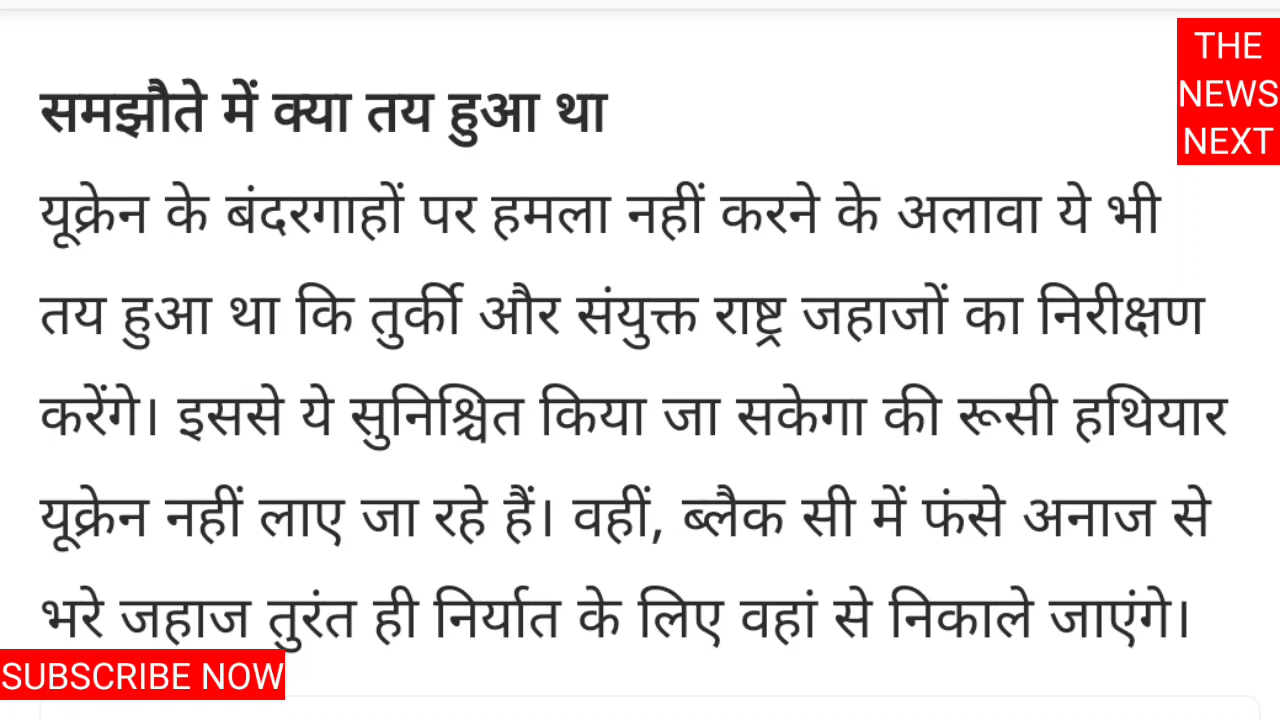 THE
NEWS
NEXT
समझौते में क्या तय हुआ था
यूक्रेन के बंदरगाहों पर हमला नहीं करने के अलावा ये भी
तय हुआ था कि तुर्की और संयुक्त राष्ट्र जहाजों का निरीक्षण
करेंगे। इससे ये सुनिश्चित किया जा सकेगा की रूसी हथियार
यूक्रेन नहीं लाए जा रहे हैं। वहीं, ब्लैक सी में फंसे अनाज से
भरे जहाज तुरंत ही निर्यात के लिए वहां से निकाले जाएंगे।
SUBSCRIBE NOW